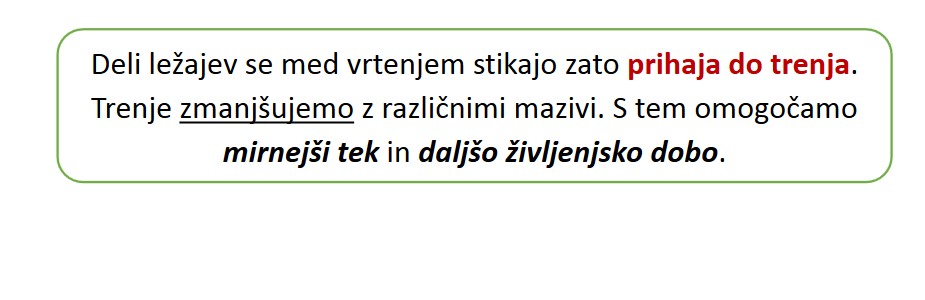 Deli ležajev se med vrtenjem stikajo zato prihaja do trenja.
Trenje zmanjšujemo z različnimi mazivi. S tem omogočamo
mirnejši tek in daljšo življenjsko dobo.